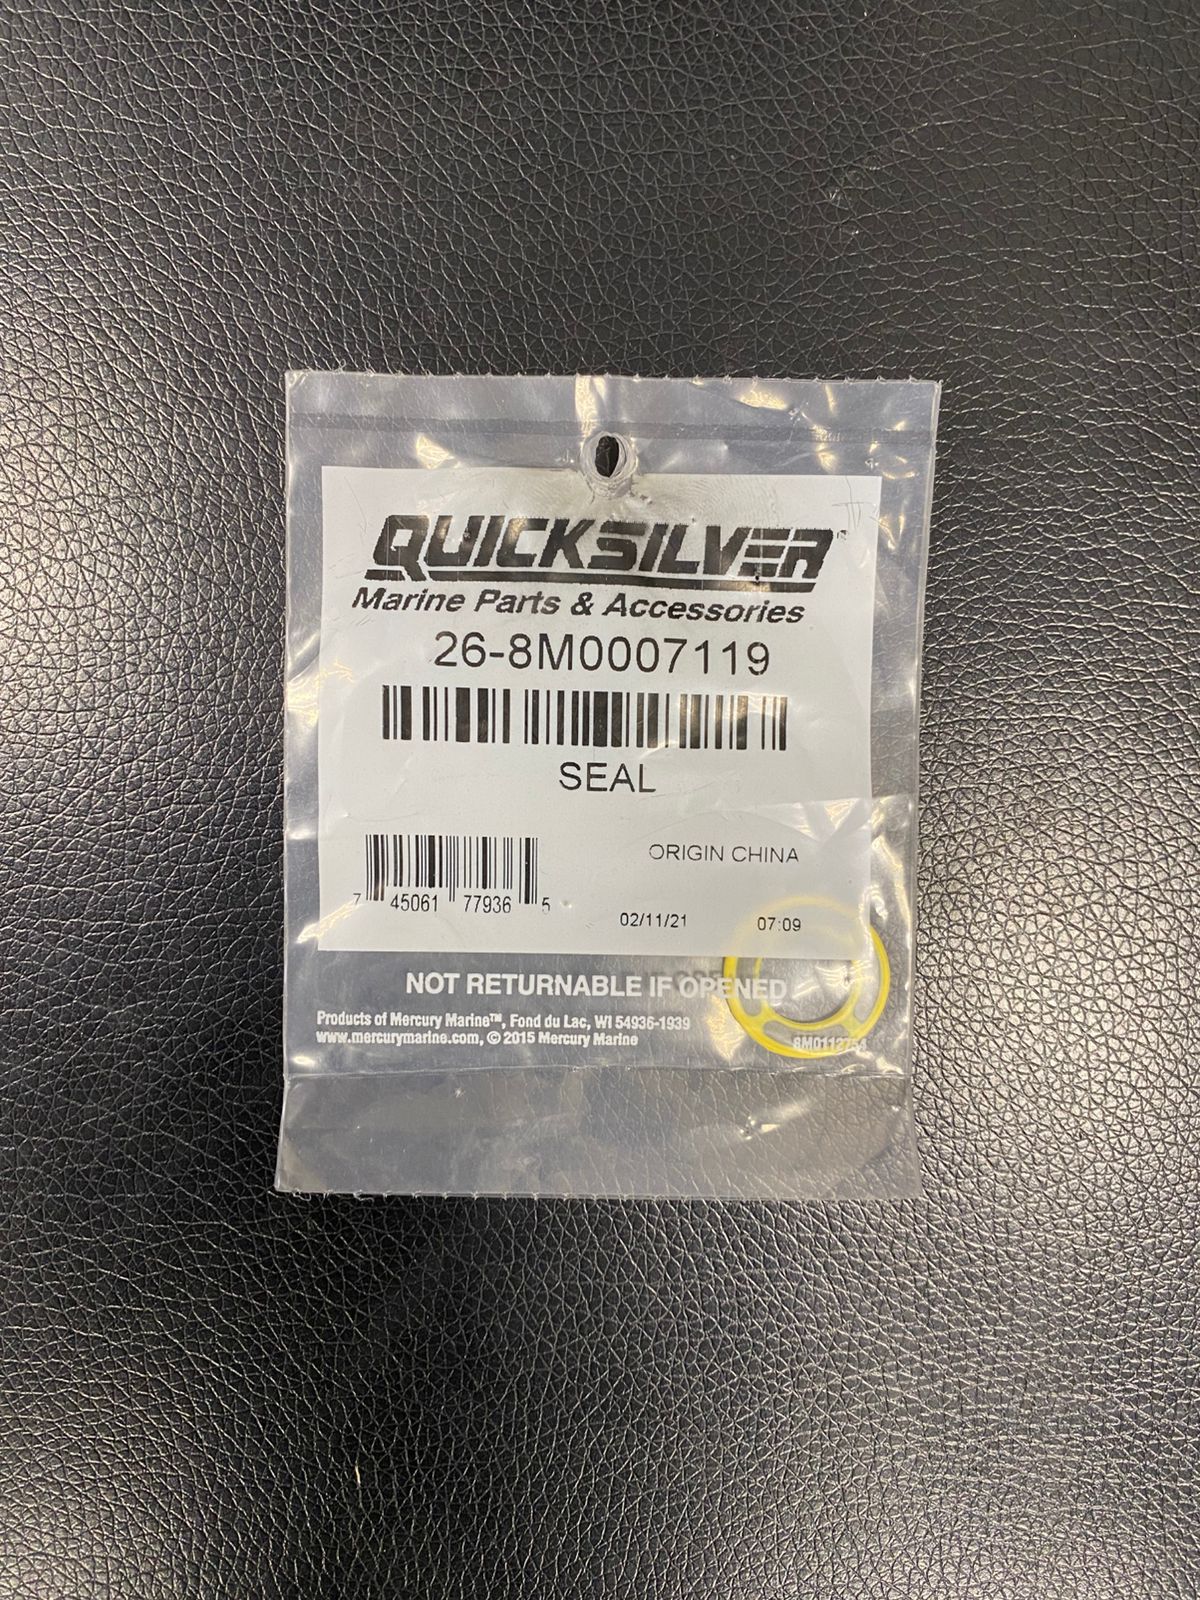 QUICKSILVER
Marine Parts & Accessories
26-8M0007119
SEAL
ORIGIN CHINA
7 45061 77936 5
02/11/21 07:09
NOT RETURNABLE IF OPENED
Products of Mercury Marine™, Fond du Lac, WI 54936-1939
www.mercurymarine.com, © 2015 Mercury Marine